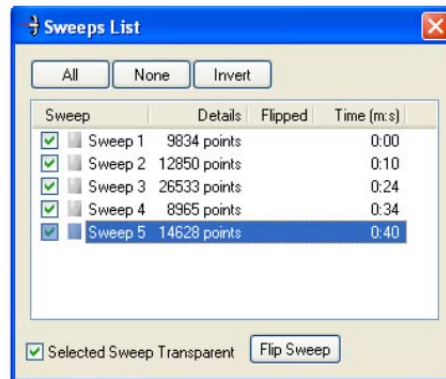 Sweeps List
All None Invert
Sweep Details Flipped Time (m:s)
Sweep 1 9834 points 0:00
Sweep 2 12850 points 0:10
Sweep 3 26533 points 0:24
Sweep 4 8965 points 0:34
Sweep 5 14628 points 0:40
Selected Sweep Transparent Flip Sweep